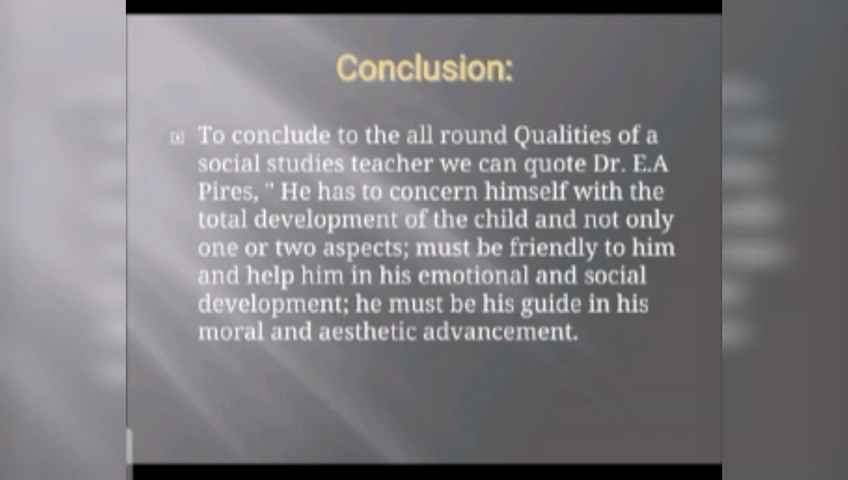 Conclusion:
To conclude to the all round Qualities of a
social studies teacher we can quote Dr. E.A
Pires, " He has to concern himself with the
total development of the child and not only
one or two aspects; must be friendly to him
and help him in his emotional and social
development; he must be his guide in his
moral and aesthetic advancement.